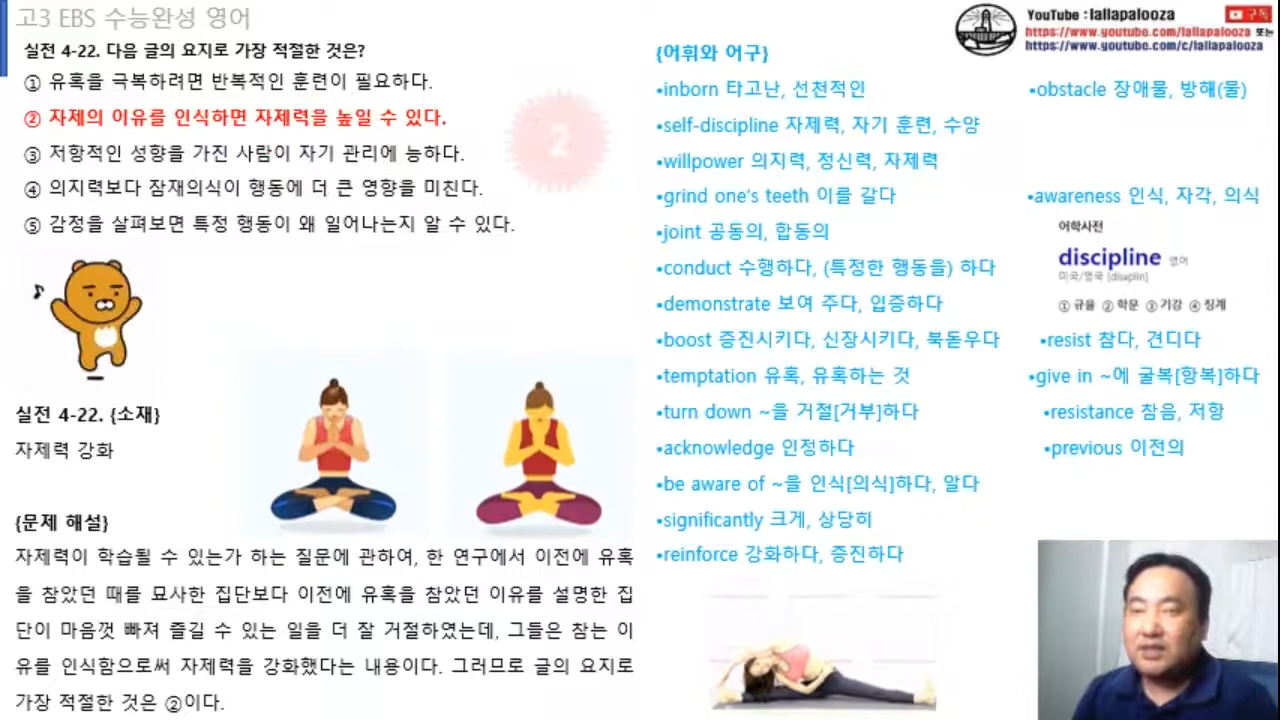 고3 EBS 수능완성 영어
YouTube : lallapalooza
구독
https://www.youtube.com/lallapalooza 또는
https://www.youtube.com/c/lallapalooza
실전 4-22. 다음 글의 요지로 가장 적절한 것은?
① 유혹을 극복하려면 반복적인 훈련이 필요하다.
② 자제의 이유를 인식하면 자제력을 높일 수 있다.
③ 저항적인 성향을 가진 사람이 자기 관리에 능하다.
④ 의지력보다 잠재의식이 행동에 더 큰 영향을 미친다.
⑤ 감정을 살펴보면 특정 행동이 왜 일어나는지 알 수 있다.
2
실전 4-22. {소재}
자제력 강화
{문제 해설}
자제력이 학습될 수 있는가 하는 질문에 관하여, 한 연구에서 이전에 유혹
을 참았던 때를 묘사한 집단보다 이전에 유혹을 참았던 이유를 설명한 집
단이 마음껏 빠져 즐길 수 있는 일을 더 잘 거절하였는데, 그들은 참는 이
유를 인식함으로써 자제력을 강화했다는 내용이다. 그러므로 글의 요지로
가장 적절한 것은 ②이다.
{어휘와 어구}
•inborn 타고난, 선천적인
•self-discipline 자제력, 자기 훈련, 수양
•willpower 의지력, 정신력, 자제력
•grind one's teeth 이를 갈다
•joint 공동의, 합동의
•conduct 수행하다, (특정한 행동을) 하다
•demonstrate 보여 주다, 입증하다
•boost 증진시키다, 신장시키다, 북돋우다
•temptation 유혹, 유혹하는 것
•turn down ~을 거절[거부]하다
•acknowledge 인정하다
•be aware of ~을 인식[의식]하다, 알다
•significantly 크게, 상당히
•reinforce 강화하다, 증진하다
•obstacle 장애물, 방해(물)
•awareness 인식, 자각, 의식
어학사전
discipline 영어
미국/영국 [disəplin]
① 규율 ② 학문 ③ 기강 ④ 징계
•resist 참다, 견디다
•give in ~에 굴복[항복]하다
•resistance 참음, 저항
•previous 이전의